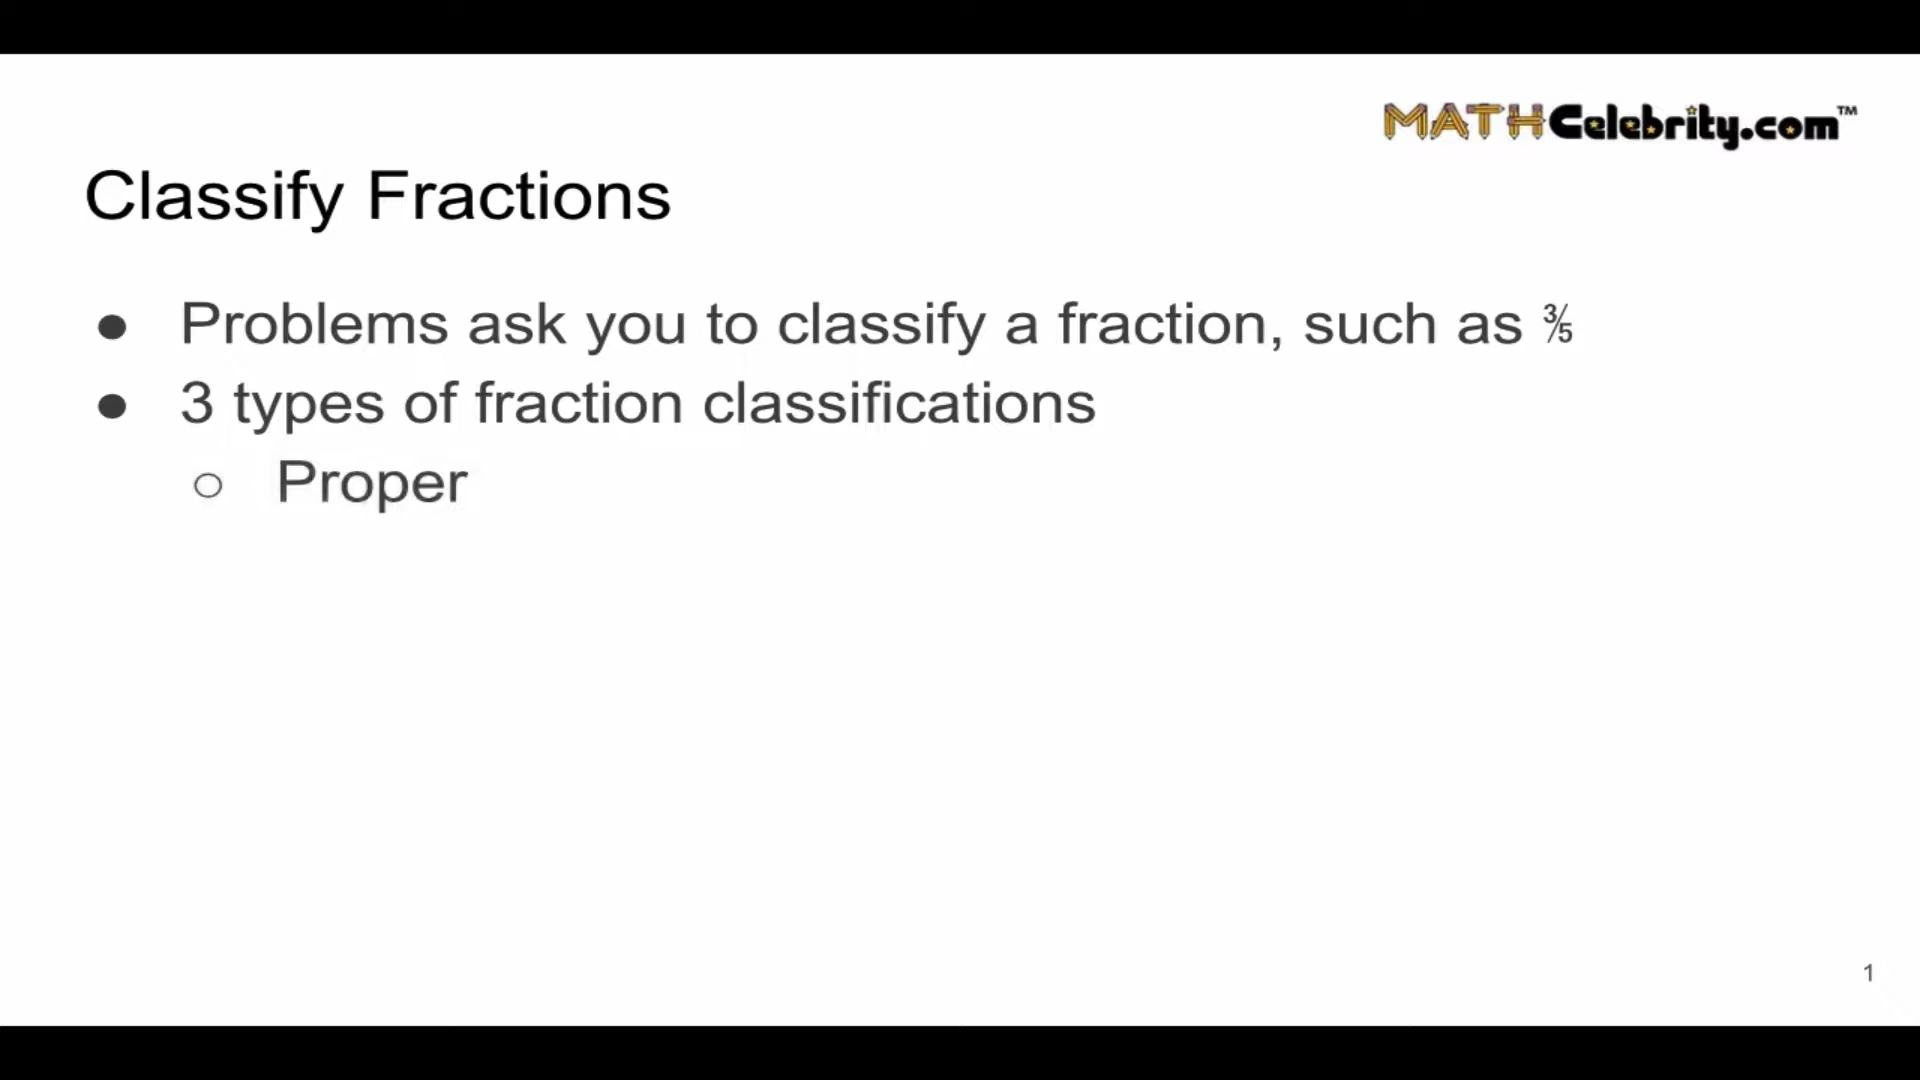 MATHCelebrity.com™
Classify Fractions
● Problems ask you to classify a fraction, such as ⅗
● 3 types of fraction classifications
○ Proper
1